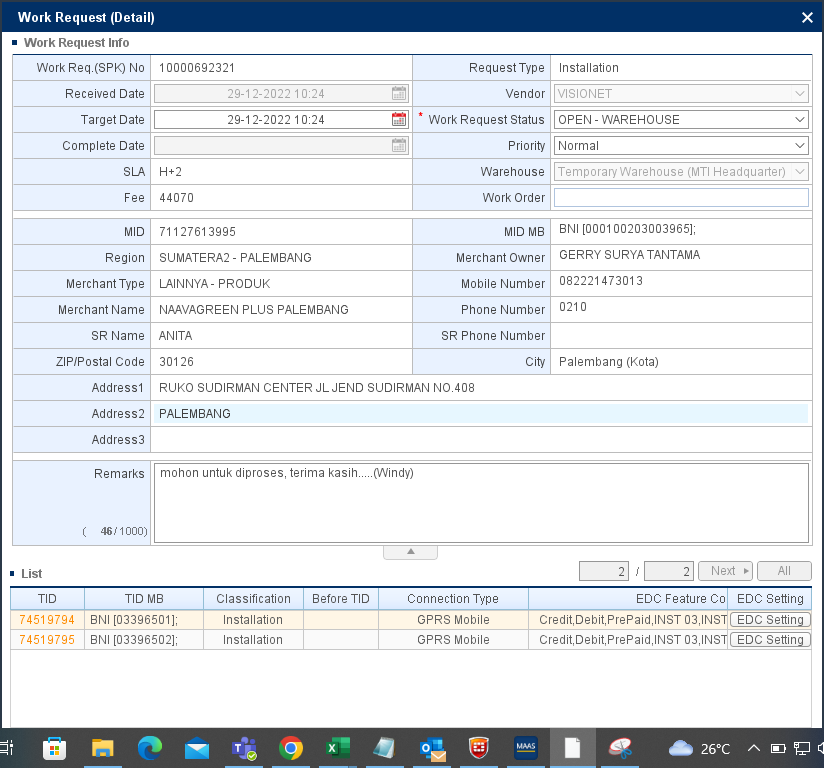 Work Request (Detail)
Work Request Info
Work Req.(SPK) No 10000692321 Request Type Installation
Received Date 29-12-2022 10:24 Vendor VISIONET
Target Date 29-12-2022 10:24 * Work Request Status OPEN - WAREHOUSE
Complete Date Priority Normal
SLA H+2 Warehouse Temporary Warehouse (MTI Headquarter)
Fee 44070 Work Order
MID 71127613995 MID MB BNI [000100203003965];
Region SUMATERA2 - PALEMBANG Merchant Owner GERRY SURYA TANTAMA
Merchant Type LAINNYA - PRODUK Mobile Number 082221473013
Merchant Name NAAVAGREEN PLUS PALEMBANG Phone Number 0210
SR Name ANITA SR Phone Number
ZIP/Postal Code 30126 City Palembang (Kota)
Address1 RUKO SUDIRMAN CENTER JL JEND SUDIRMAN NO.408
Address2 PALEMBANG
Address3
Remarks mohon untuk diproses, terima kasih.....(Windy)
( 46/1000)
List 2 / 2 Next All
TID TID MB Classification Before TID Connection Type EDC Feature Co EDC Setting
74519794 BNI [03396501]; Installation GPRS Mobile Credit,Debit,PrePaid,INST 03,INST EDC Setting
74519795 BNI [03396502]; Installation GPRS Mobile Credit,Debit,PrePaid,INST 03,INST EDC Setting
MAAS 26°C